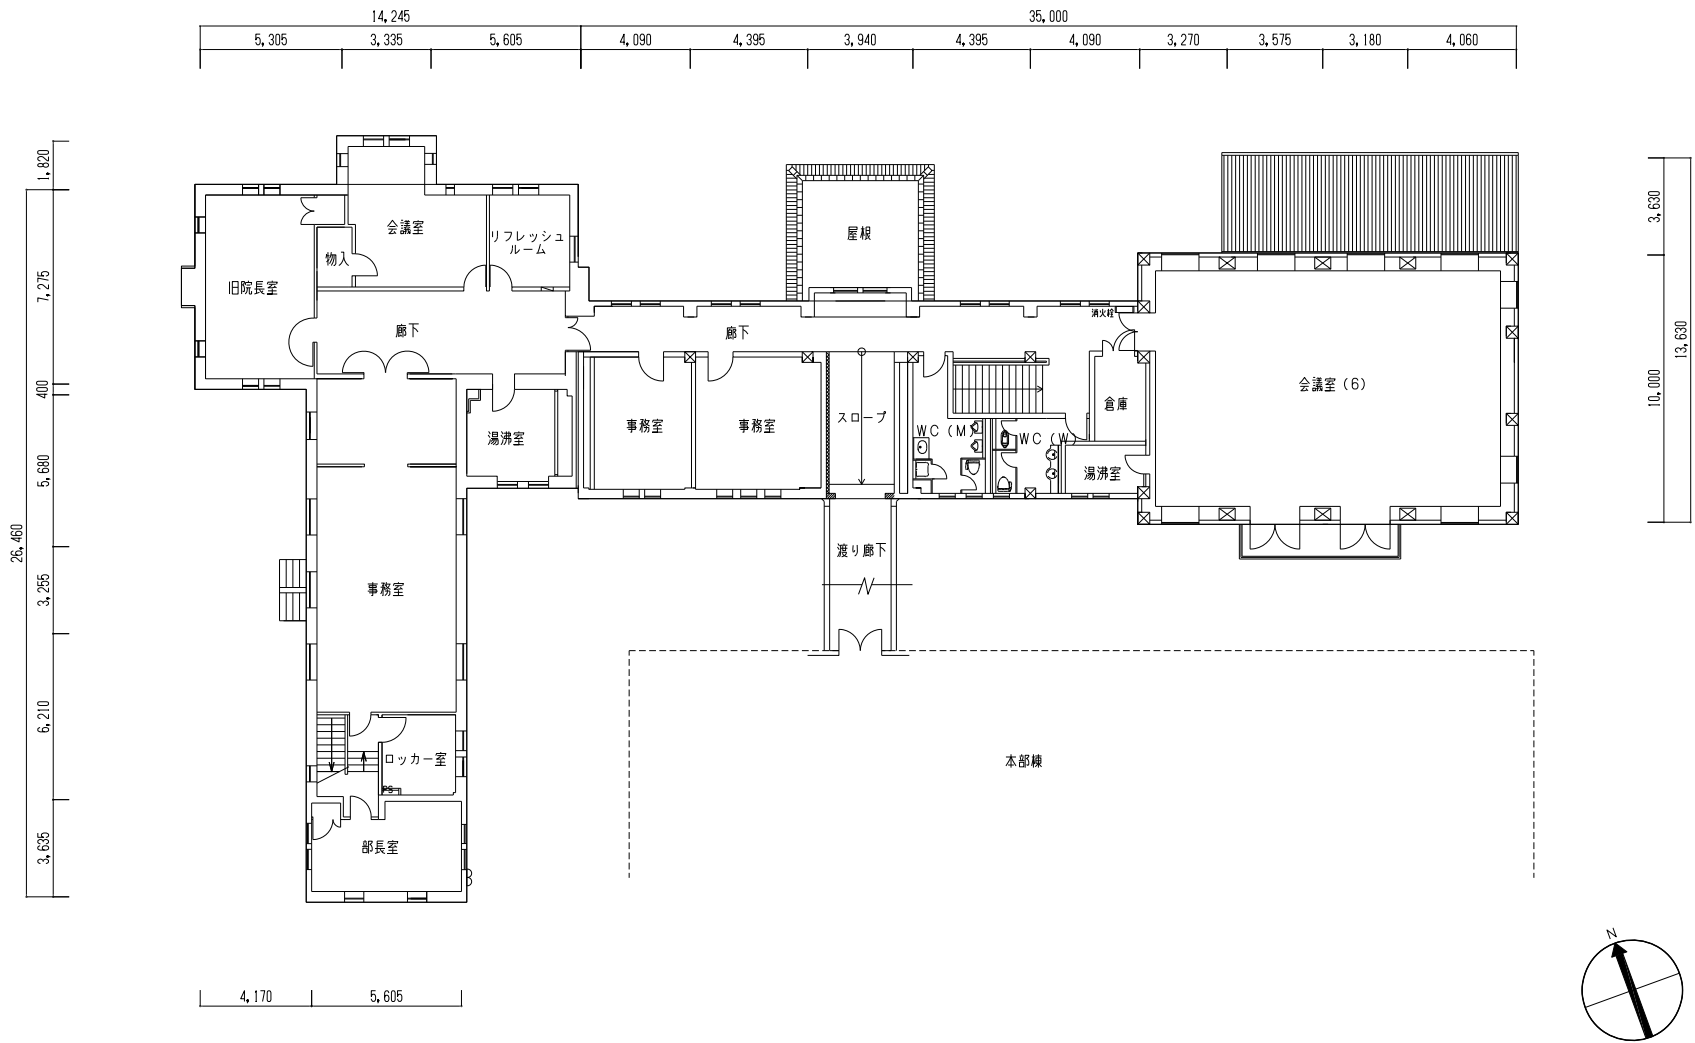 14,245
35,000
5,305
3,335
5,605
4,090
4,395
3,940
4,395
4,090
3,270
3,575
3,180
4,060
1,820
7,275
400
5,680
3,255
6,210
3,635
26,460
3,630
10,000
13,630
会議室
リフレッシュ
ルーム
物入
旧院長室
廊下
屋根
廊下
消火栓
会議室(6)
倉庫
スロープ
事務室
事務室
湯沸室
WC(M)
WC(W)
湯沸室
渡り廊下
事務室
ロッカー室
PS
部長室
本部棟
N
4,170
5,605